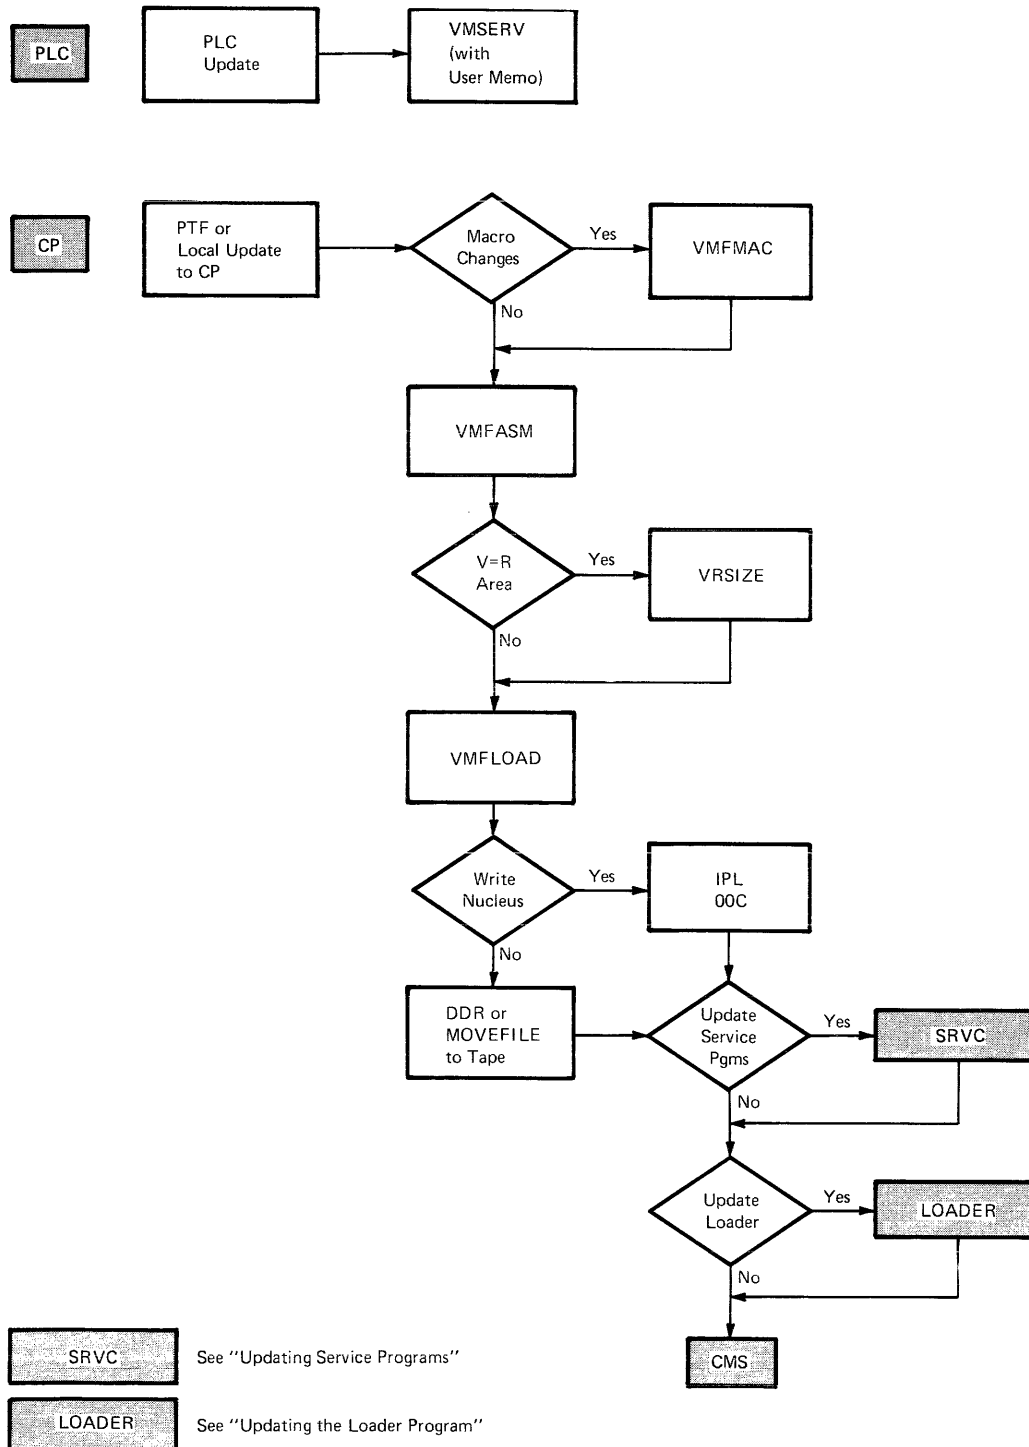 PLC
PLC
Update
VMSERV
(with
User Memo)
CP
PTF or
Local Update
to CP
Macro
Changes
Yes
VMFMAC
No
VMFASM
V=R
Area
Yes
VRSIZE
No
VMFLOAD
Write
Nucleus
Yes
IPL
00C
No
DDR or
MOVEFILE
to Tape
Update
Service
Pgms
Yes
SRVC
No
Update
Loader
Yes
LOADER
No
CMS
SRVC
See "Updating Service Programs"
LOADER
See "Updating the Loader Program"